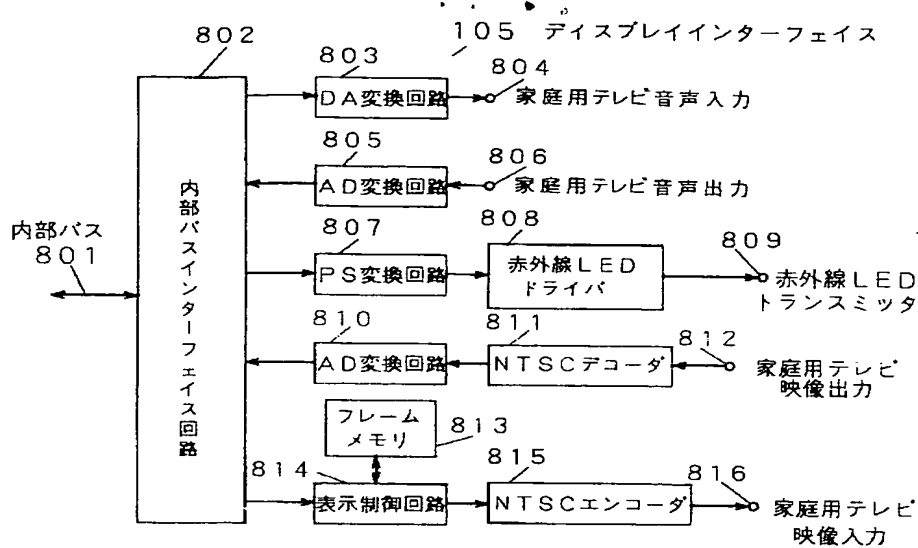 802
105 ディスプレイインターフェイス
803
804
DA変換回路
家庭用テレビ音声入力
805
806
AD変換回路
家庭用テレビ音声出力
内部バス
801
内部バスインターフェイス回路
807
808
809
PS変換回路
赤外線LED
ドライバ
赤外線LED
トランスミッタ
810
811
812
AD変換回路
NTSCデコーダ
家庭用テレビ
映像出力
フレーム
メモリ
813
814
815
816
表示制御回路
NTSCエンコーダ
家庭用テレビ
映像入力